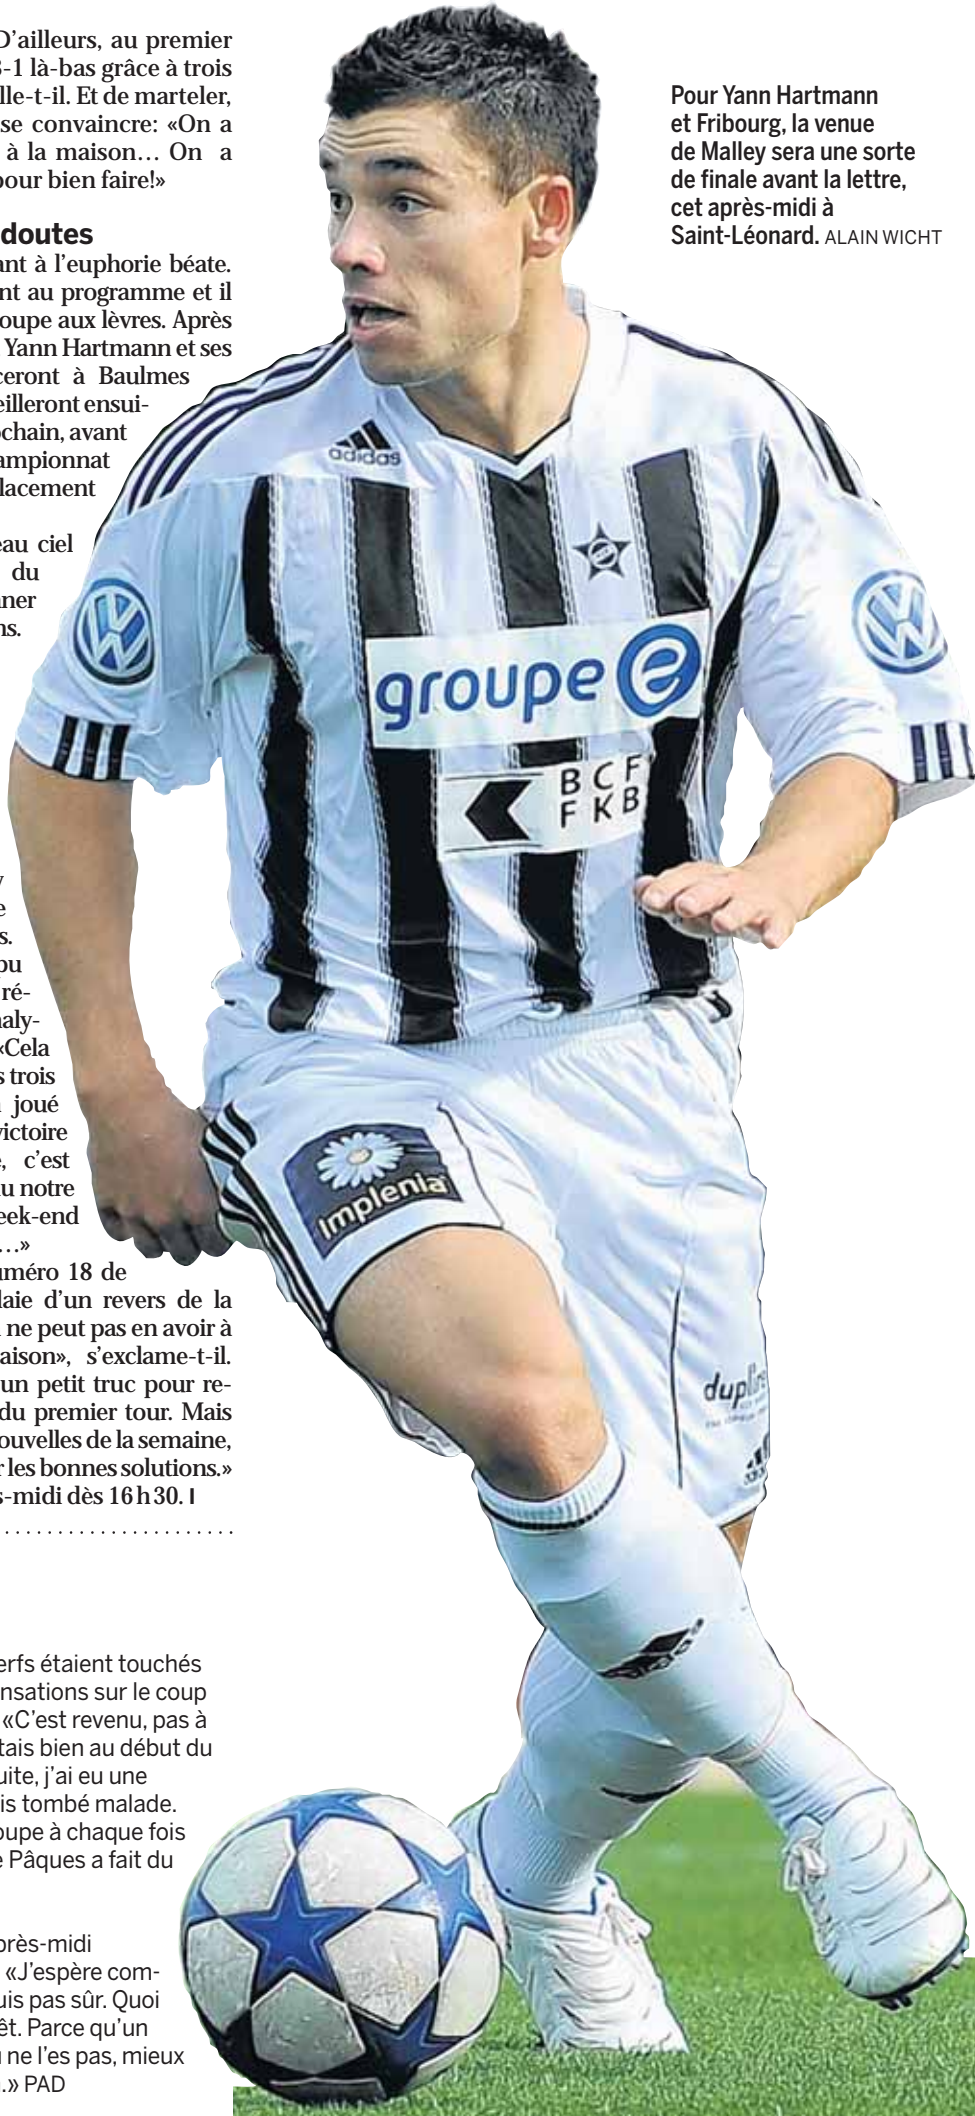 D’ailleurs, au premier
3-1 là-bas grâce à trois
lle-t-il. Et de marteler,
se convaincre: «On a
à la maison… On a
pour bien faire!»
doutes
ant à l’euphorie béate.
nt au programme et il
oupe aux lèvres. Après
Yann Hartmann et ses
ceront à Baulmes
eilleront ensui-
ochain, avant
ampionnat
lacement
eau ciel
du
nner
ns.
y
e
s.
ou
ré-
naly-
«Cela
s trois
joué
victoire
, c’est
u notre
eek-end
…»
uméro 18 de
laie d’un revers de la
ne peut pas en avoir à
aison», s’exclame-t-il.
un petit truc pour re-
du premier tour. Mais
ouvelles de la semaine,
r les bonnes solutions.»
s-midi dès 16 h 30. I
erfs étaient touchés
nsations sur le coup
«C’est revenu, pas à
tais bien au début du
uite, j’ai eu une
is tombé malade.
oupe à chaque fois
e Pâques a fait du
près-midi
«J’espère com-
uis pas sûr. Quoi
êt. Parce qu’un
u ne l’es pas, mieux
.» PAD
Pour Yann Hartmann
et Fribourg, la venue
de Malley sera une sorte
de finale avant la lettre,
cet après-midi à
Saint-Léonard. ALAIN WICHT
adidas
groupe e
BCF
FKB
Implenia
adidas